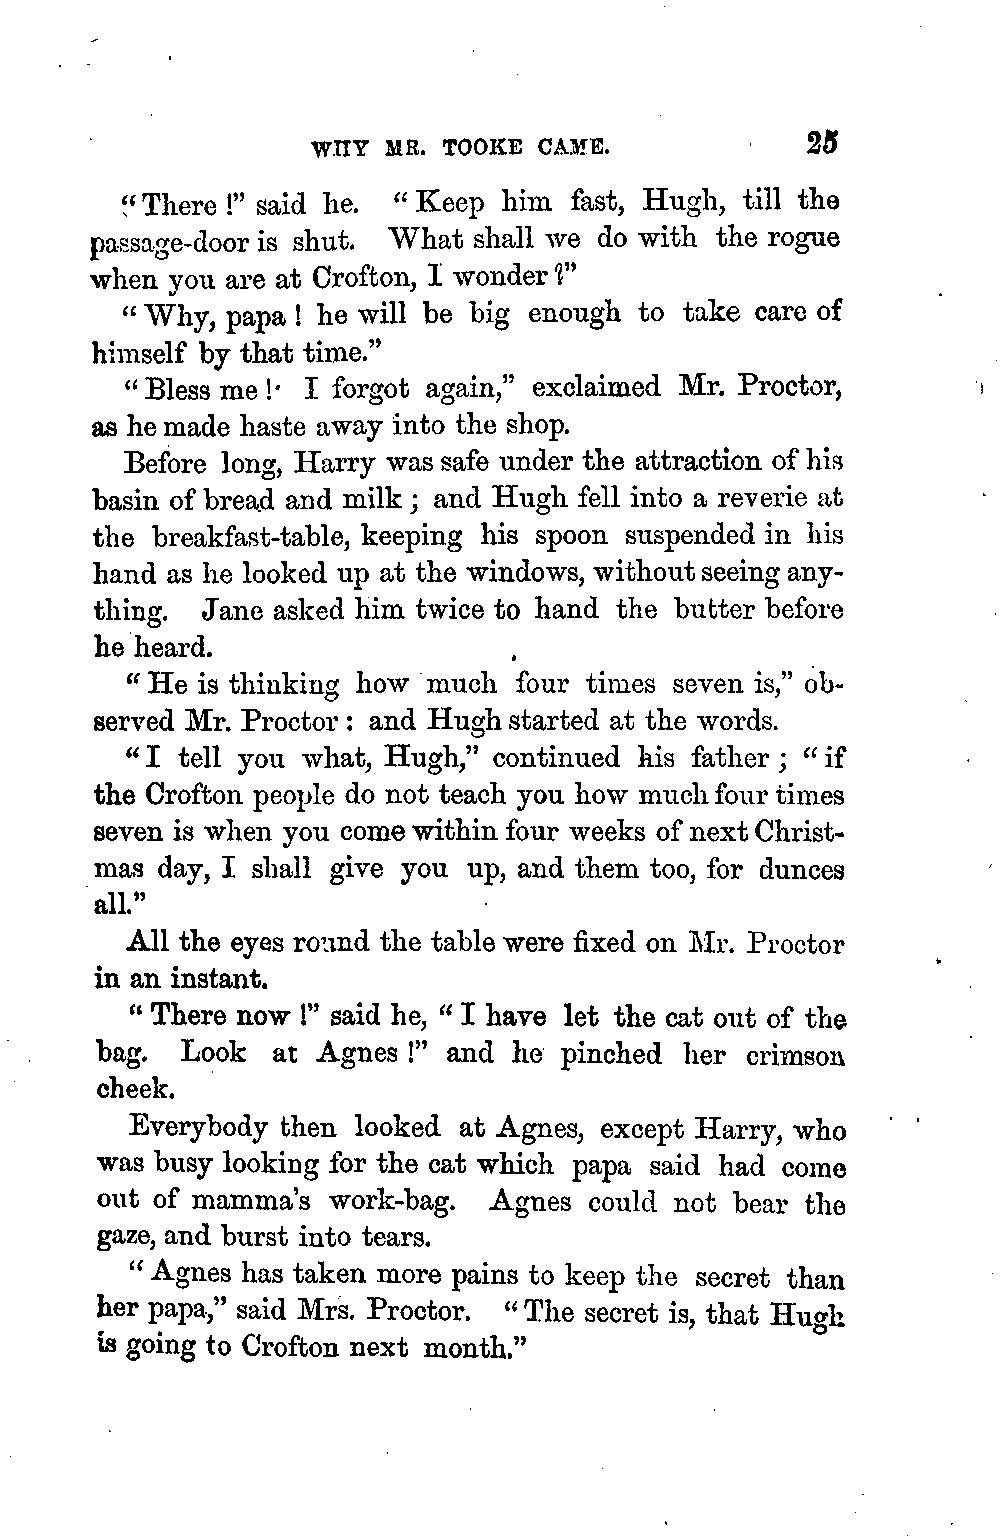 WHY MR. TOOKE CAME. 25
"There!" said he. "Keep him fast, Hugh, till the
passage-door is shut. What shall we do with the rogue
when you are at Crofton, I wonder?"
"Why, papa! he will be big enough to take care of
himself by that time."
"Bless me! I forgot again," exclaimed Mr. Proctor,
as he made haste away into the shop.
Before long, Harry was safe under the attraction of his
basin of bread and milk; and Hugh fell into a reverie at
the breakfast-table, keeping his spoon suspended in his
hand as he looked up at the windows, without seeing any-
thing. Jane asked him twice to hand the butter before
he heard.
"He is thinking how much four times seven is," ob-
served Mr. Proctor: and Hugh started at the words.
"I tell you what, Hugh," continued his father; "if
the Crofton people do not teach you how much four times
seven is when you come within four weeks of next Christ-
mas day, I shall give you up, and them too, for dunces
all."
All the eyes round the table were fixed on Mr. Proctor
in an instant.
"There now!" said he, "I have let the cat out of the
bag. Look at Agnes!" and he pinched her crimson
cheek.
Everybody then looked at Agnes, except Harry, who
was busy looking for the cat which papa said had come
out of mamma's work-bag. Agnes could not bear the
gaze, and burst into tears.
"Agnes has taken more pains to keep the secret than
her papa," said Mrs. Proctor. "The secret is, that Hugh
is going to Crofton next month."